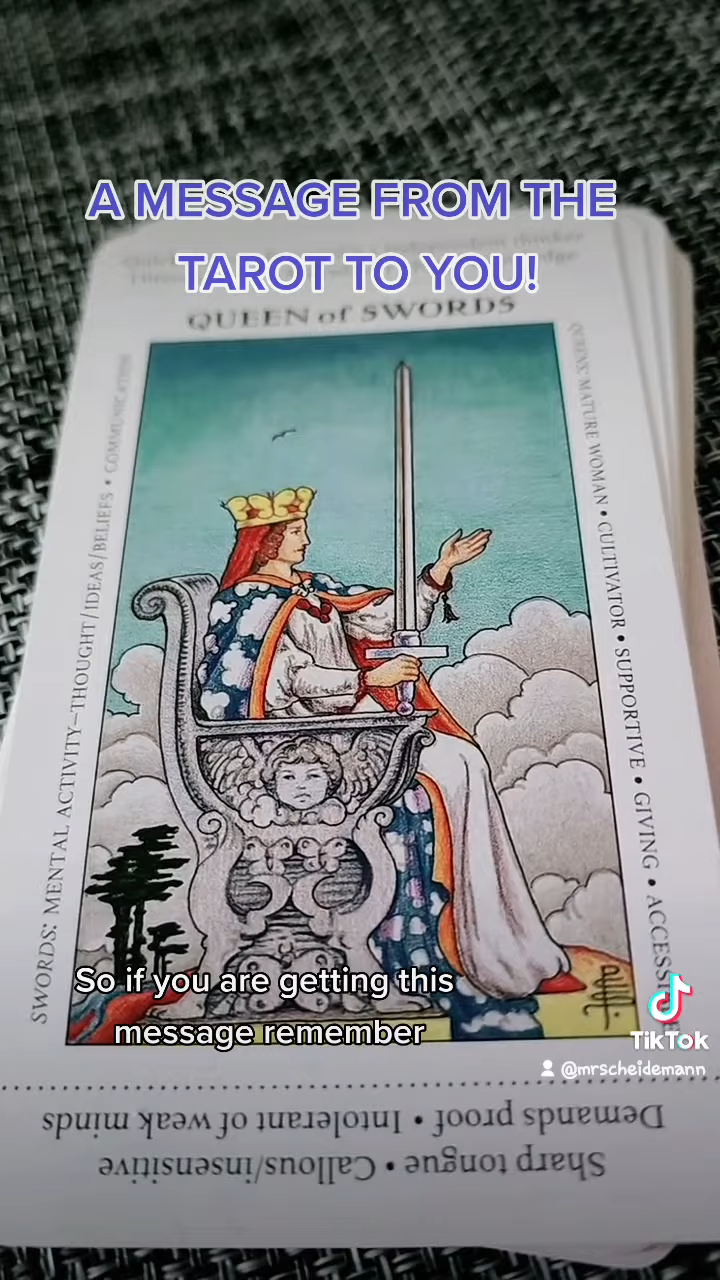 A MESSAGE FROM THE
TAROT TO YOU!
QUEEN of SWORDS
SWORDS: MENTAL ACTIVITY–THOUGHT/IDEAS/BELIEFS • COMMUNICATION
QUEENS: MATURE WOMAN • CULTIVATOR • SUPPORTIVE • GIVING •
So if you are getting this
message remember
TikTok
@mrscheidemann
Sharp tongue • Callous/insensitive
Demands proof • Intolerant of weak minds